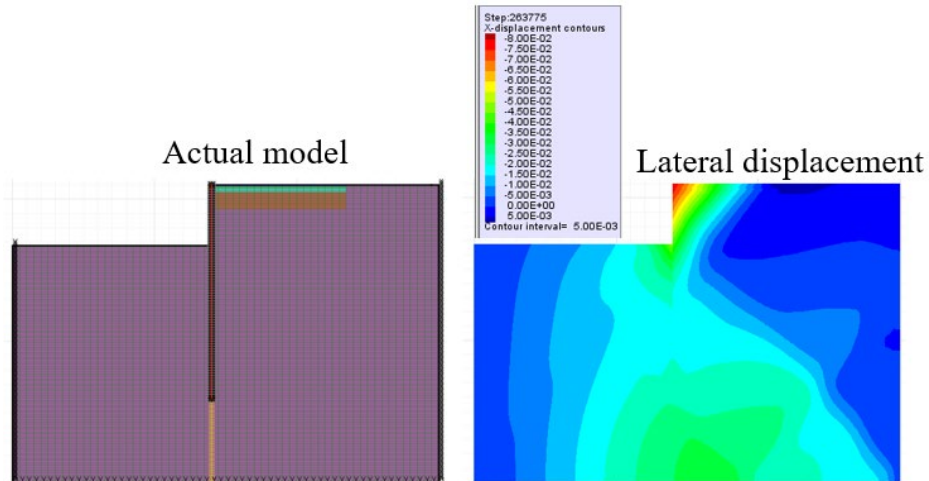 Step:263775
X-displacement contours
-8.00E-02
-7.50E-02
-7.00E-02
-6.50E-02
-6.00E-02
-5.50E-02
-5.00E-02
-4.50E-02
-4.00E-02
-3.50E-02
-3.00E-02
-2.50E-02
-2.00E-02
-1.50E-02
-1.00E-02
-5.00E-03
0.00E+00
5.00E-03
Contour interval= 5.00E-03
Actual model
Lateral displacement